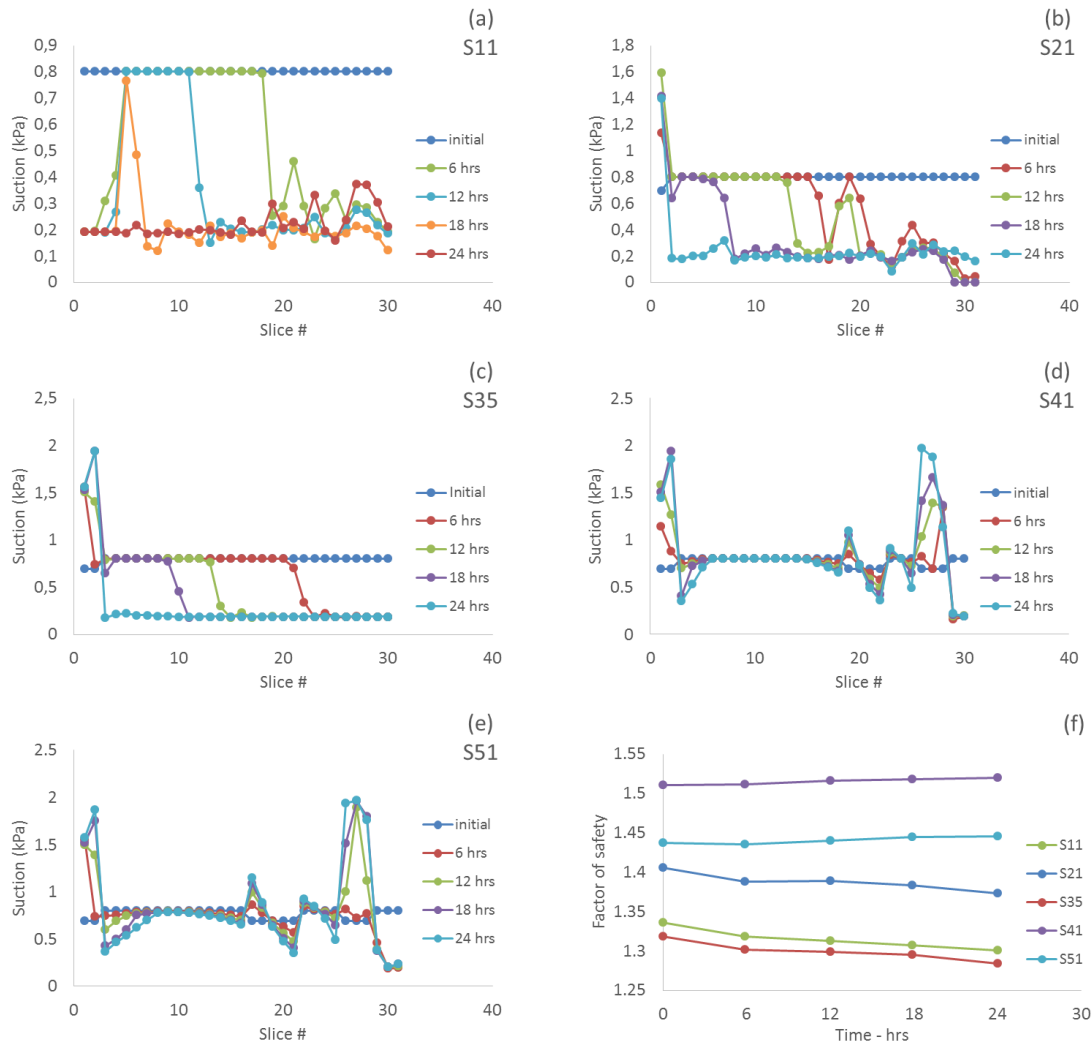 (a)
S11
Suction (kPa)
0,9
0,8
0,7
0,6
0,5
0,4
0,3
0,2
0,1
0
0 10 20 30 40
Slice #
initial
6 hrs
12 hrs
18 hrs
24 hrs
(b)
S21
Suction (kPa)
1,8
1,6
1,4
1,2
1
0,8
0,6
0,4
0,2
0
0 10 20 30 40
Slice #
initial
6 hrs
12 hrs
18 hrs
24 hrs
(c)
S35
Suction (kPa)
2,5
2
1,5
1
0,5
0
0 10 20 30 40
Slice #
Initial
6 hrs
12 hrs
18 hrs
24 hrs
(d)
S41
Suction (kPa)
2.5
2
1.5
1
0.5
0
0 10 20 30 40
Slice #
initial
6 hrs
12 hrs
18 hrs
24 hrs
(e)
S51
Suction (kPa)
2.5
2
1.5
1
0.5
0
0 10 20 30 40
Slice #
initial
6 hrs
12 hrs
18 hrs
24 hrs
(f)
Factor of safety
1.55
1.5
1.45
1.4
1.35
1.3
1.25
0 6 12 18 24 30
Time - hrs
S11
S21
S35
S41
S51